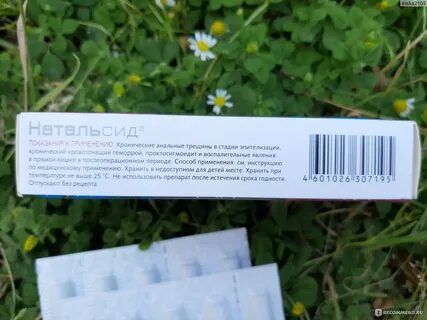 kiska2105
Натальсид®
ПОКАЗАНИЯ К ПРИМЕНЕНИЮ: Хронические анальные трещины в стадии эпителизации,
хронический кровоточащий геморрой, проктосигмоидит и воспалительные явления
в прямой кишке в послеоперационном периоде. Способ применения: см. инструкцию
по медицинскому применению. Хранить в недоступном для детей месте. Хранить при
температуре не выше 25 °C. Не использовать препарат после истечения срока годности.
Отпускают без рецепта.
4 601026 307195
IRECOMMEND.RU